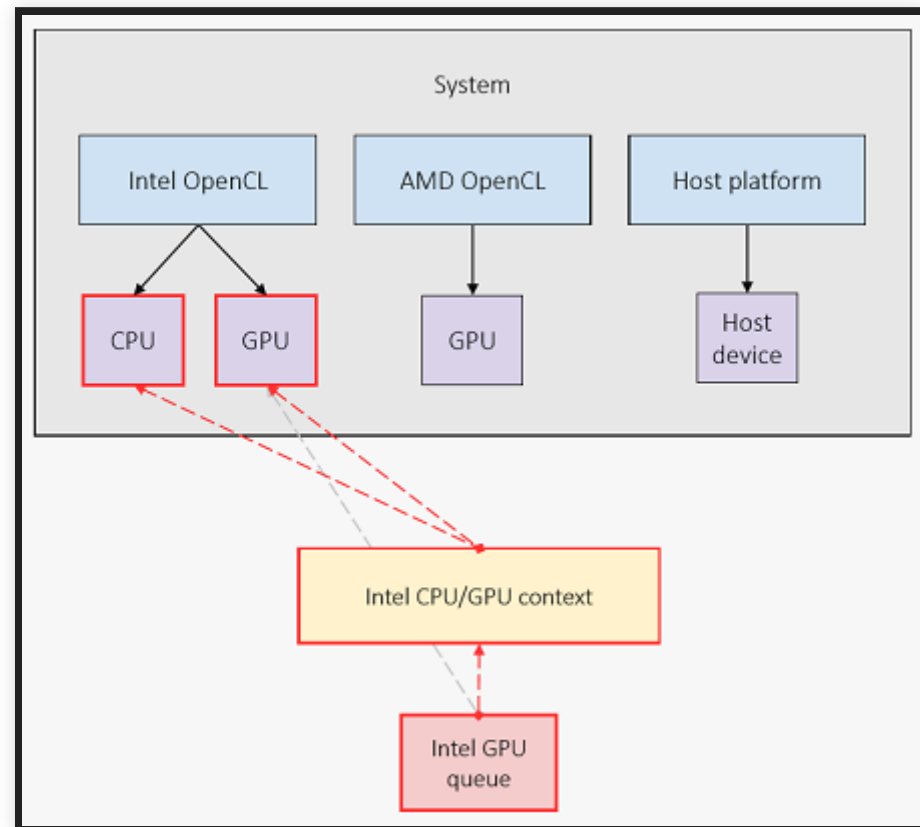 System
Intel OpenCL
AMD OpenCL
Host platform
CPU
GPU
GPU
Host
device
Intel CPU/GPU context
Intel GPU
queue